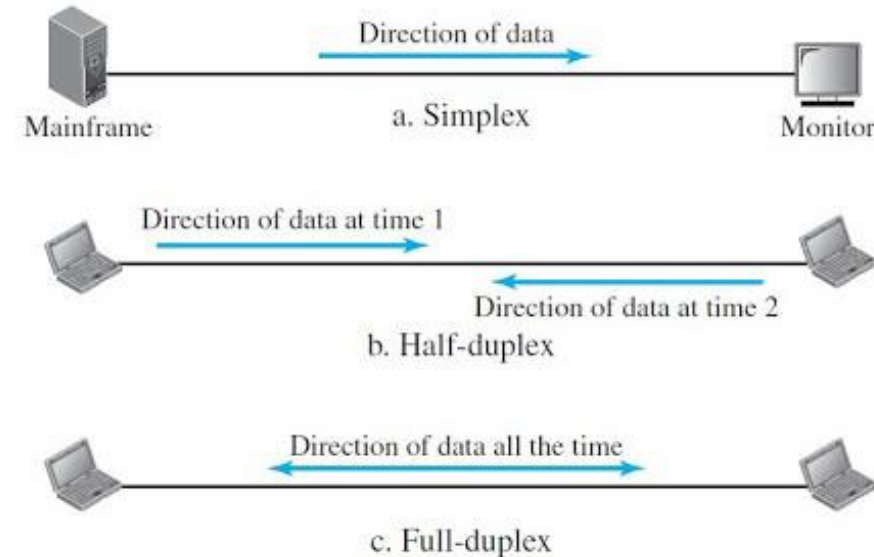 Direction of data
Mainframe
a. Simplex
Monitor
Direction of data at time 1
Direction of data at time 2
b. Half-duplex
Direction of data all the time
c. Full-duplex